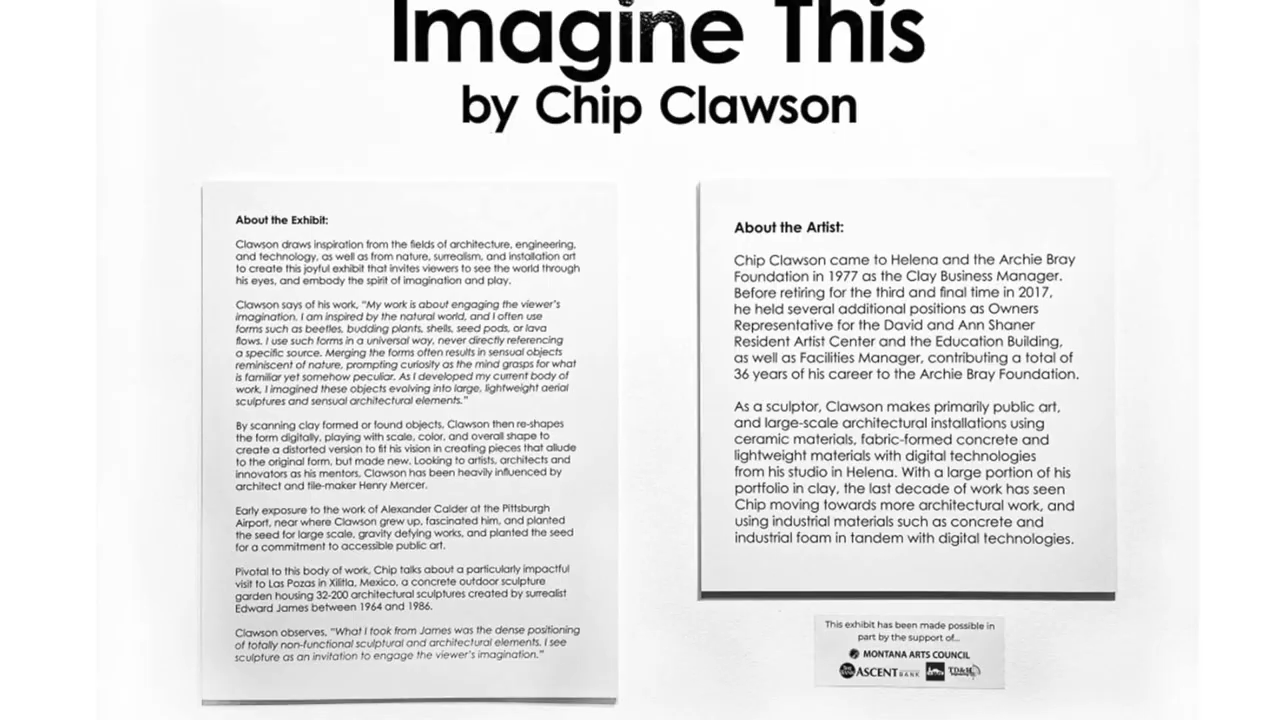 Imagine This
by Chip Clawson
About the Exhibit:
Clawson draws inspiration from the fields of architecture, engineering,
and technology, as well as from nature, surrealism, and installation art
to create this joyful exhibit that invites viewers to see the world through
his eyes, and embody the spirit of imagination and play.
Clawson says of his work, “My work is about engaging the viewer’s
imagination. I am inspired by the natural world, and I often use
forms such as beetles, budding plants, shells, seed pods, or lava
flows. I use such forms in a universal way, never directly referencing
a specific source. Merging the forms often results in sensual objects
reminiscent of nature, prompting curiosity as the mind grasps for what
is familiar yet somehow peculiar. As I developed my current body of
work, I imagined these objects evolving into large, lightweight aerial
sculptures and sensual architectural elements.”
By scanning clay formed or found objects, Clawson then re-shapes
the form digitally, playing with scale, color, and overall shape to
create a distorted version to fit his vision in creating pieces that allude
to the original form, but made new. Looking to artists, architects and
innovators as his mentors, Clawson has been heavily influenced by
architect and tile-maker Henry Mercer.
Early exposure to the work of Alexander Calder at the Pittsburgh
Airport, near where Clawson grew up, fascinated him, and planted
the seed for large scale, gravity defying works, and planted the seed
for a commitment to accessible public art.
Pivotal to this body of work, Chip talks about a particularly impactful
visit to Las Pozas in Xilitla, Mexico, a concrete outdoor sculpture
garden housing 32-200 architectural sculptures created by surrealist
Edward James between 1964 and 1986.
Clawson observes, “What I took from James was the dense positioning
of totally non-functional sculptural and architectural elements. I see
sculpture as an invitation to engage the viewer’s imagination.”
About the Artist:
Chip Clawson came to Helena and the Archie Bray
Foundation in 1977 as the Clay Business Manager.
Before retiring for the third and final time in 2017,
he held several additional positions as Owners
Representative for the David and Ann Shaner
Resident Artist Center and the Education Building,
as well as Facilities Manager, contributing a total of
36 years of his career to the Archie Bray Foundation.
As a sculptor, Clawson makes primarily public art,
and large-scale architectural installations using
ceramic materials, fabric-formed concrete and
lightweight materials with digital technologies
from his studio in Helena. With a large portion of his
portfolio in clay, the last decade of work has seen
Chip moving towards more architectural work, and
using industrial materials such as concrete and
industrial foam in tandem with digital technologies.
This exhibit has been made possible in
part by the support of...
MONTANA ARTS COUNCIL
ASCENT BANK TD&H